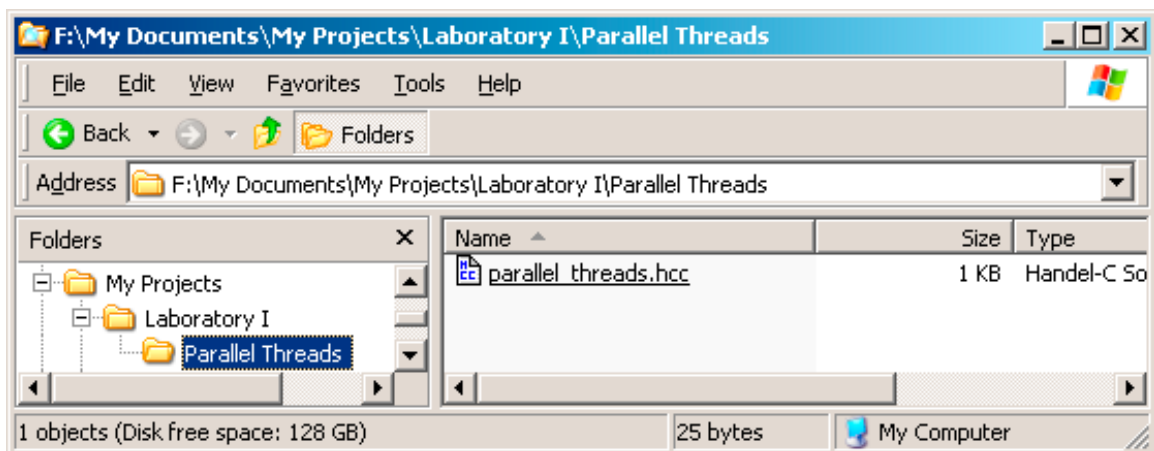 F:\My Documents\My Projects\Laboratory I\Parallel Threads
File Edit View Favorites Tools Help
Back Folders
Address F:\My Documents\My Projects\Laboratory I\Parallel Threads
Folders Name Size Type
My Projects parallel_threads.hcc 1 KB Handel-C So
Laboratory I
Parallel Threads
1 objects (Disk free space: 128 GB) 25 bytes My Computer